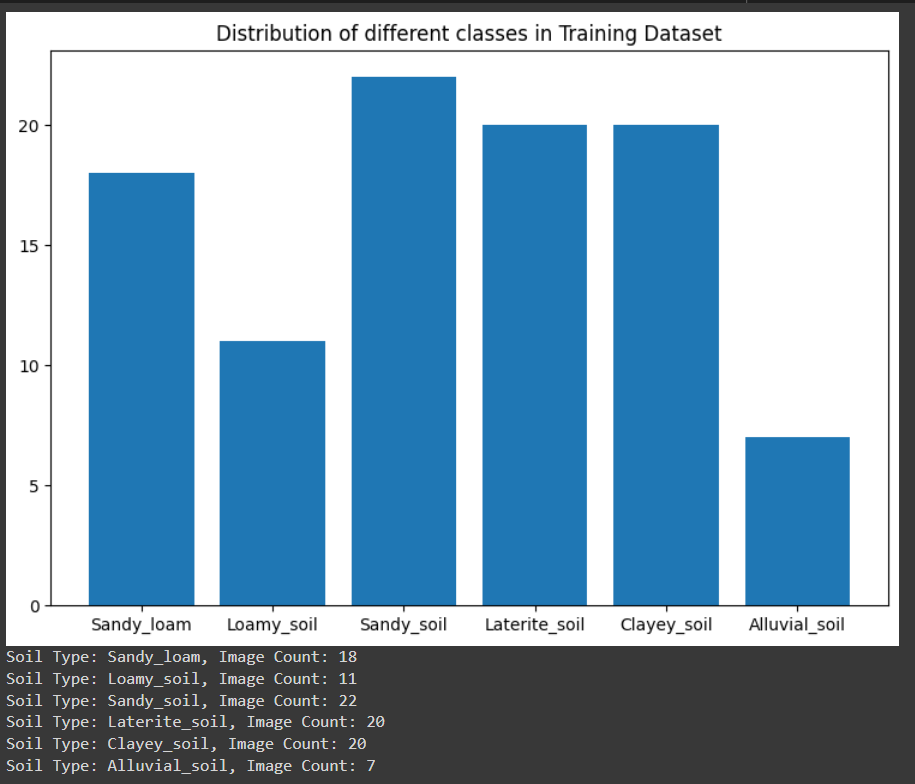 Distribution of different classes in Training Dataset
20
15
10
5
0
Sandy_loam Loamy_soil Sandy_soil Laterite_soil Clayey_soil Alluvial_soil
Soil Type: Sandy_loam, Image Count: 18
Soil Type: Loamy_soil, Image Count: 11
Soil Type: Sandy_soil, Image Count: 22
Soil Type: Laterite_soil, Image Count: 20
Soil Type: Clayey_soil, Image Count: 20
Soil Type: Alluvial_soil, Image Count: 7